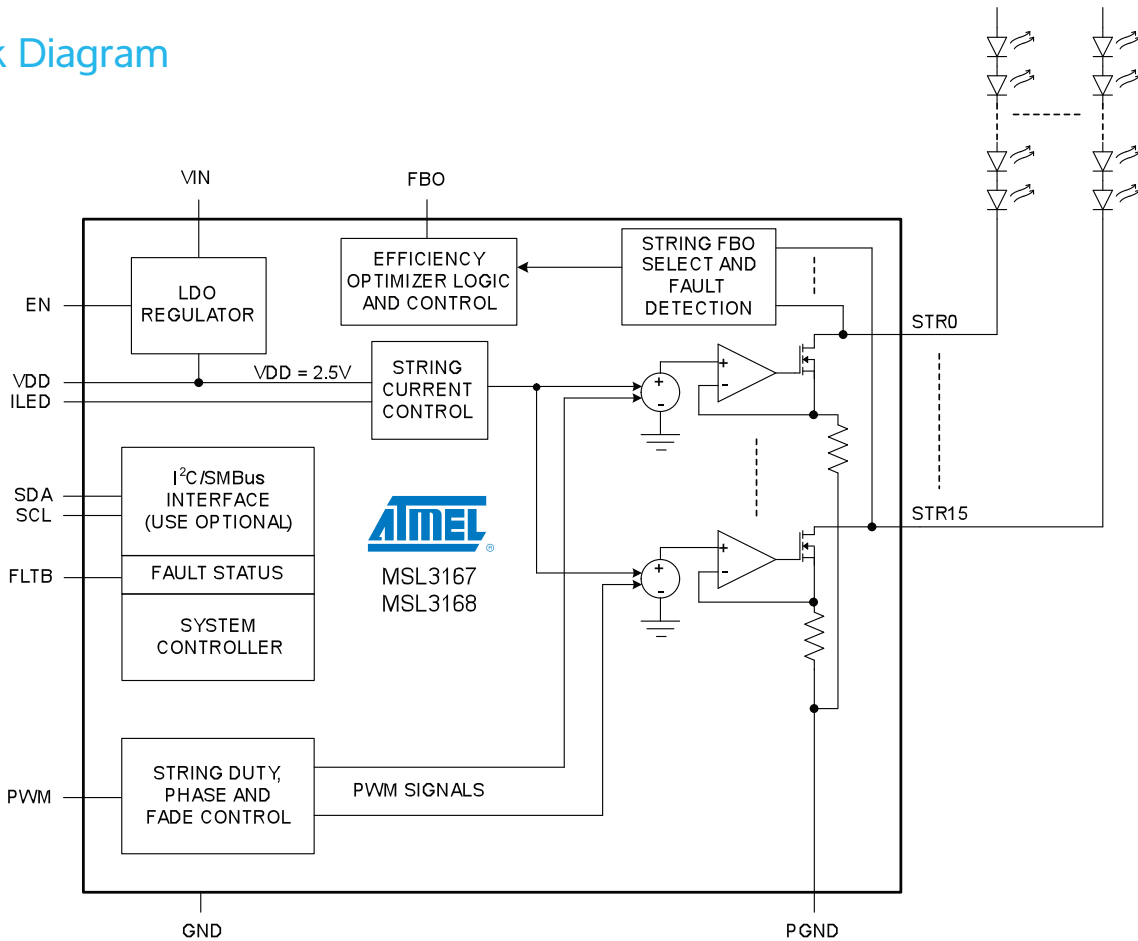 k Diagram
VIN
FBO
EN
LDO
REGULATOR
EFFICIENCY
OPTIMIZER LOGIC
AND CONTROL
STRING FBO
SELECT AND
FAULT
DETECTION
STR0
VDD
ILED
VDD = 2.5V
STRING
CURRENT
CONTROL
+
-
+
-
SDA
SCL
I²C/SMBus
INTERFACE
(USE OPTIONAL)
FLTB
FAULT STATUS
SYSTEM
CONTROLLER
ATMEL
®
MSL3167
MSL3168
STR15
+
-
+
-
PWM
STRING DUTY,
PHASE AND
FADE CONTROL
PWM SIGNALS
GND
PGND